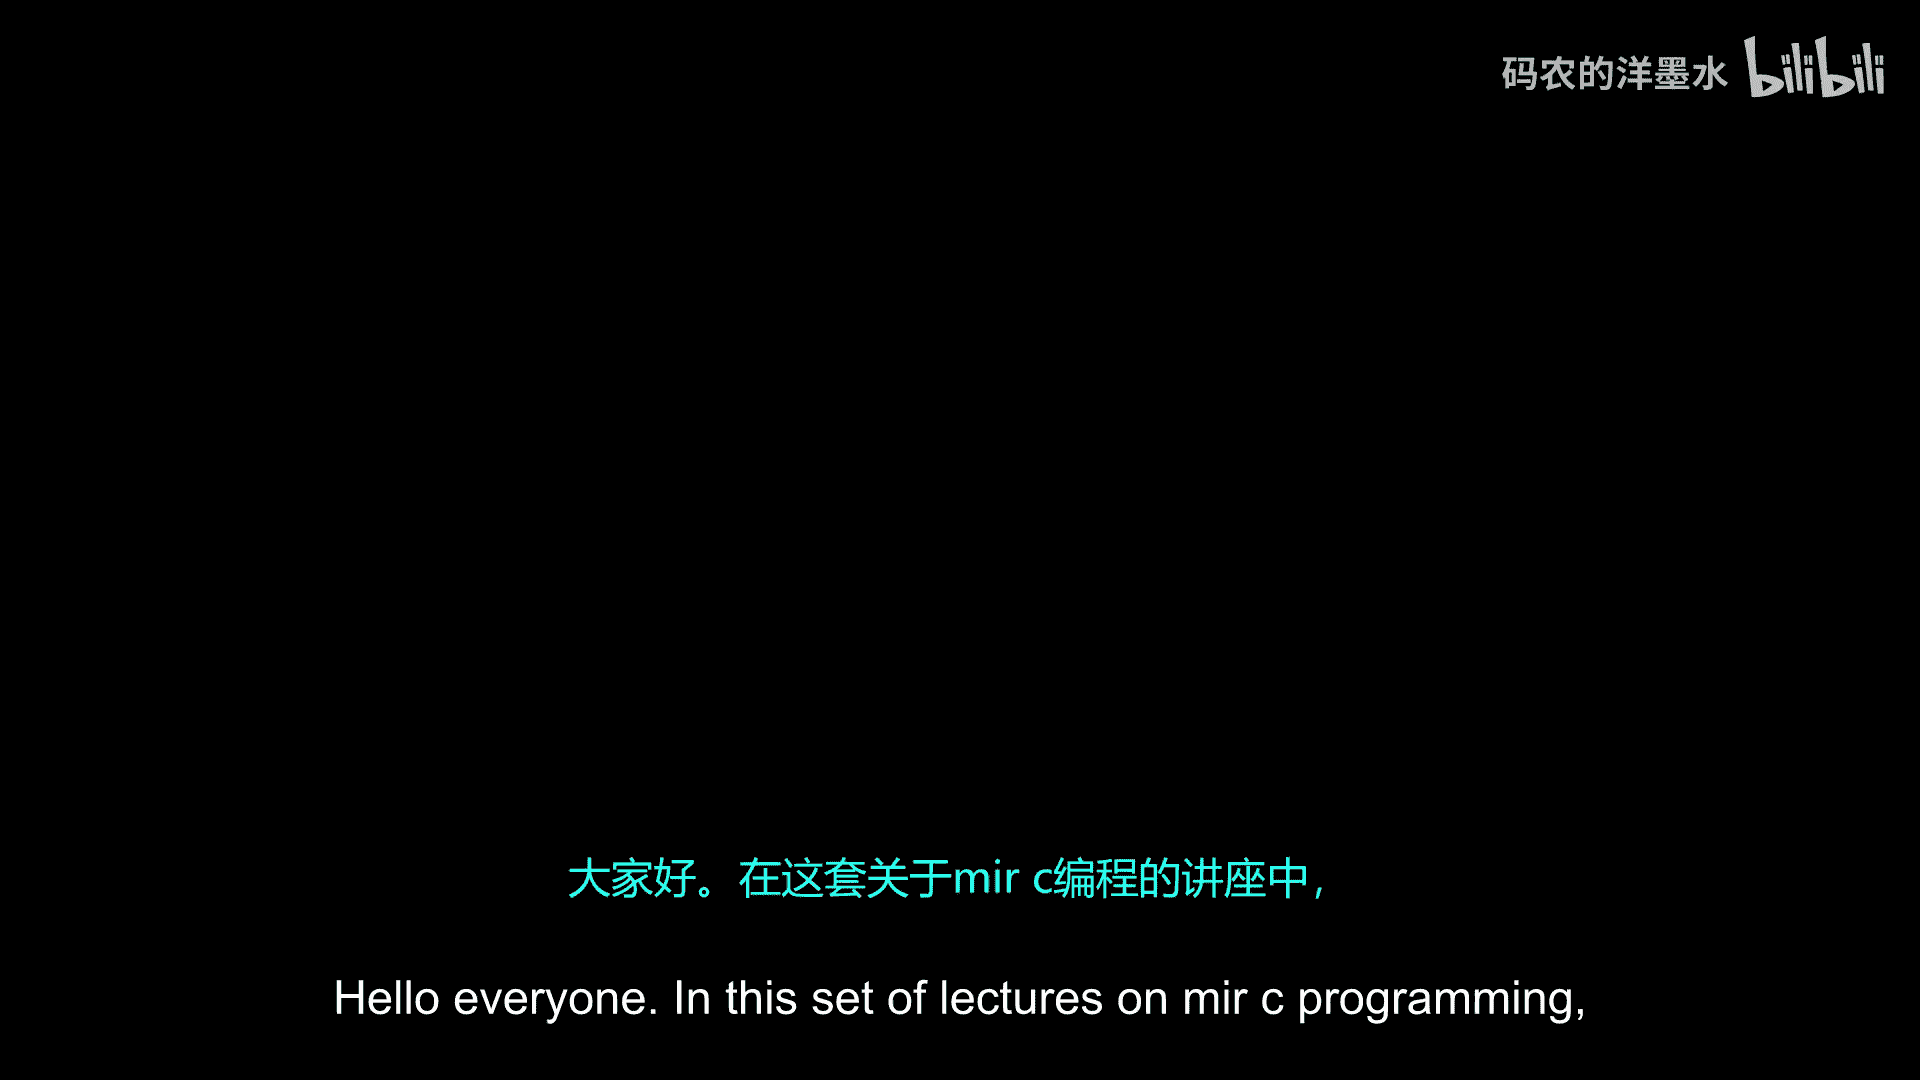 码农的洋墨水 bilibili
大家好。在这套关于mir c编程的讲座中，
Hello everyone. In this set of lectures on mir c programming,